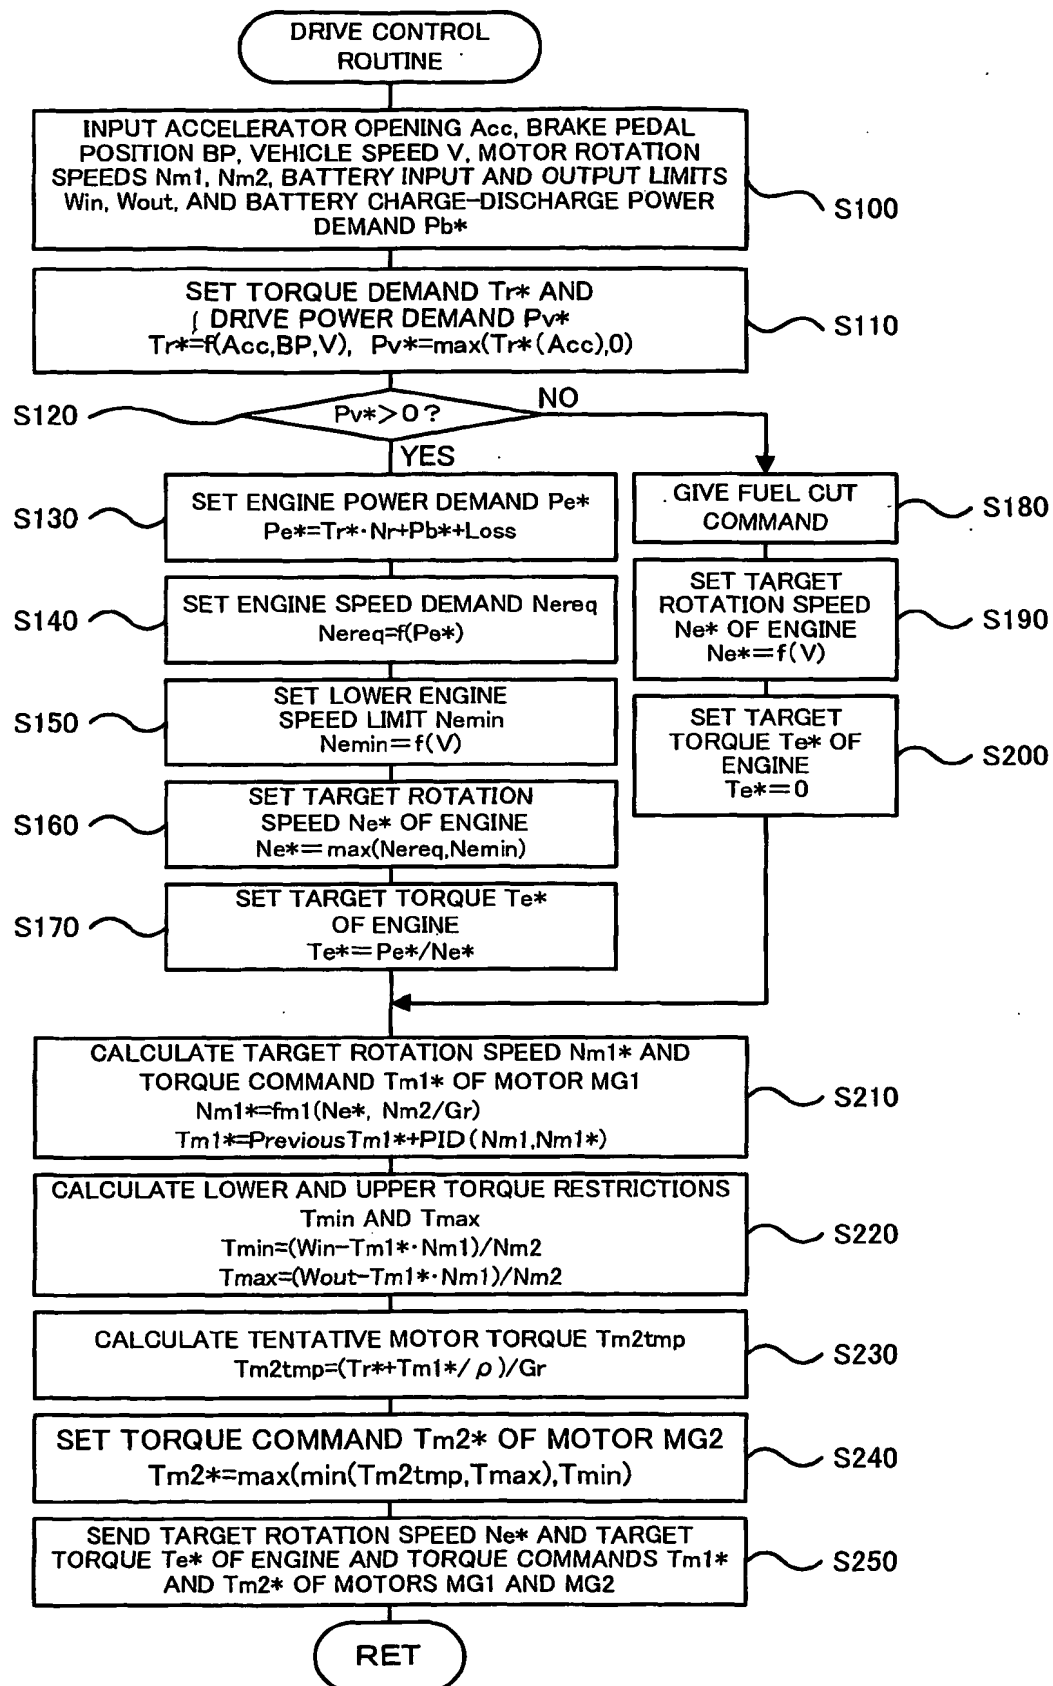 DRIVE CONTROL
ROUTINE
INPUT ACCELERATOR OPENING Acc, BRAKE PEDAL
POSITION BP, VEHICLE SPEED V, MOTOR ROTATION
SPEEDS Nm1, Nm2, BATTERY INPUT AND OUTPUT LIMITS
Win, Wout, AND BATTERY CHARGE-DISCHARGE POWER
DEMAND Pb*
S100
SET TORQUE DEMAND Tr* AND
DRIVE POWER DEMAND Pv*
Tr*=f(Acc,BP,V), Pv*=max(Tr*(Acc),0)
S110
S120
Pv*>0?
NO
YES
S130
SET ENGINE POWER DEMAND Pe*
Pe*=Tr*·Nr+Pb*+Loss
GIVE FUEL CUT
COMMAND
S180
S140
SET ENGINE SPEED DEMAND Nereq
Nereq=f(Pe*)
SET TARGET
ROTATION SPEED
Ne* OF ENGINE
Ne*=f(V)
S190
S150
SET LOWER ENGINE
SPEED LIMIT Nemin
Nemin=f(V)
SET TARGET
TORQUE Te* OF
ENGINE
Te*=0
S200
S160
SET TARGET ROTATION
SPEED Ne* OF ENGINE
Ne*=max(Nereq,Nemin)
S170
SET TARGET TORQUE Te*
OF ENGINE
Te*=Pe*/Ne*
CALCULATE TARGET ROTATION SPEED Nm1* AND
TORQUE COMMAND Tm1* OF MOTOR MG1
Nm1*=fm1(Ne*, Nm2/Gr)
Tm1*=PreviousTm1*+PID(Nm1,Nm1*)
S210
CALCULATE LOWER AND UPPER TORQUE RESTRICTIONS
Tmin AND Tmax
Tmin=(Win-Tm1*·Nm1)/Nm2
Tmax=(Wout-Tm1*·Nm1)/Nm2
S220
CALCULATE TENTATIVE MOTOR TORQUE Tm2tmp
Tm2tmp=(Tr*+Tm1*/ρ)/Gr
S230
SET TORQUE COMMAND Tm2* OF MOTOR MG2
Tm2*=max(min(Tm2tmp,Tmax),Tmin)
S240
SEND TARGET ROTATION SPEED Ne* AND TARGET
TORQUE Te* OF ENGINE AND TORQUE COMMANDS Tm1*
AND Tm2* OF MOTORS MG1 AND MG2
S250
RET